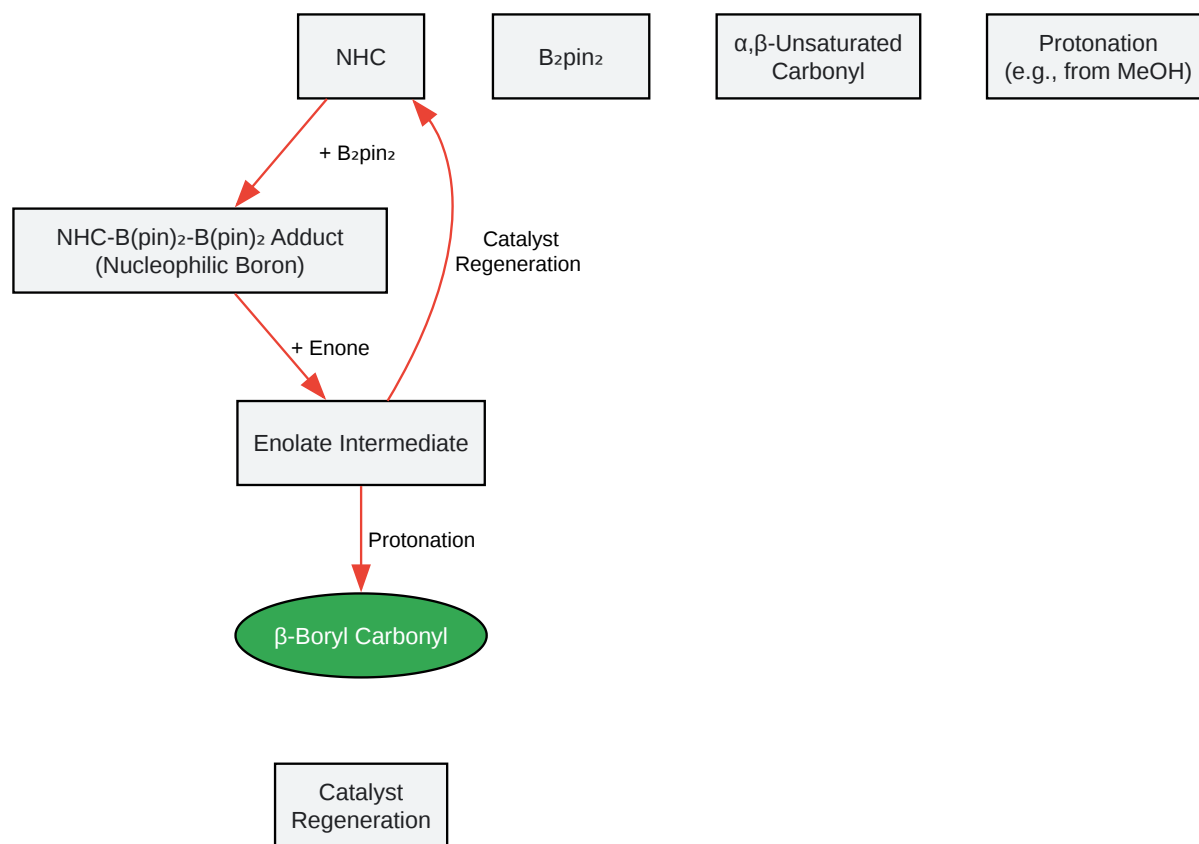 NHC
B₂pin₂
α,β-Unsaturated
Carbonyl
Protonation
(e.g., from MeOH)
+ B₂pin₂
NHC-B(pin)₂-B(pin)₂ Adduct
(Nucleophilic Boron)
Catalyst
Regeneration
+ Enone
Enolate Intermediate
Protonation
β-Boryl Carbonyl
Catalyst
Regeneration